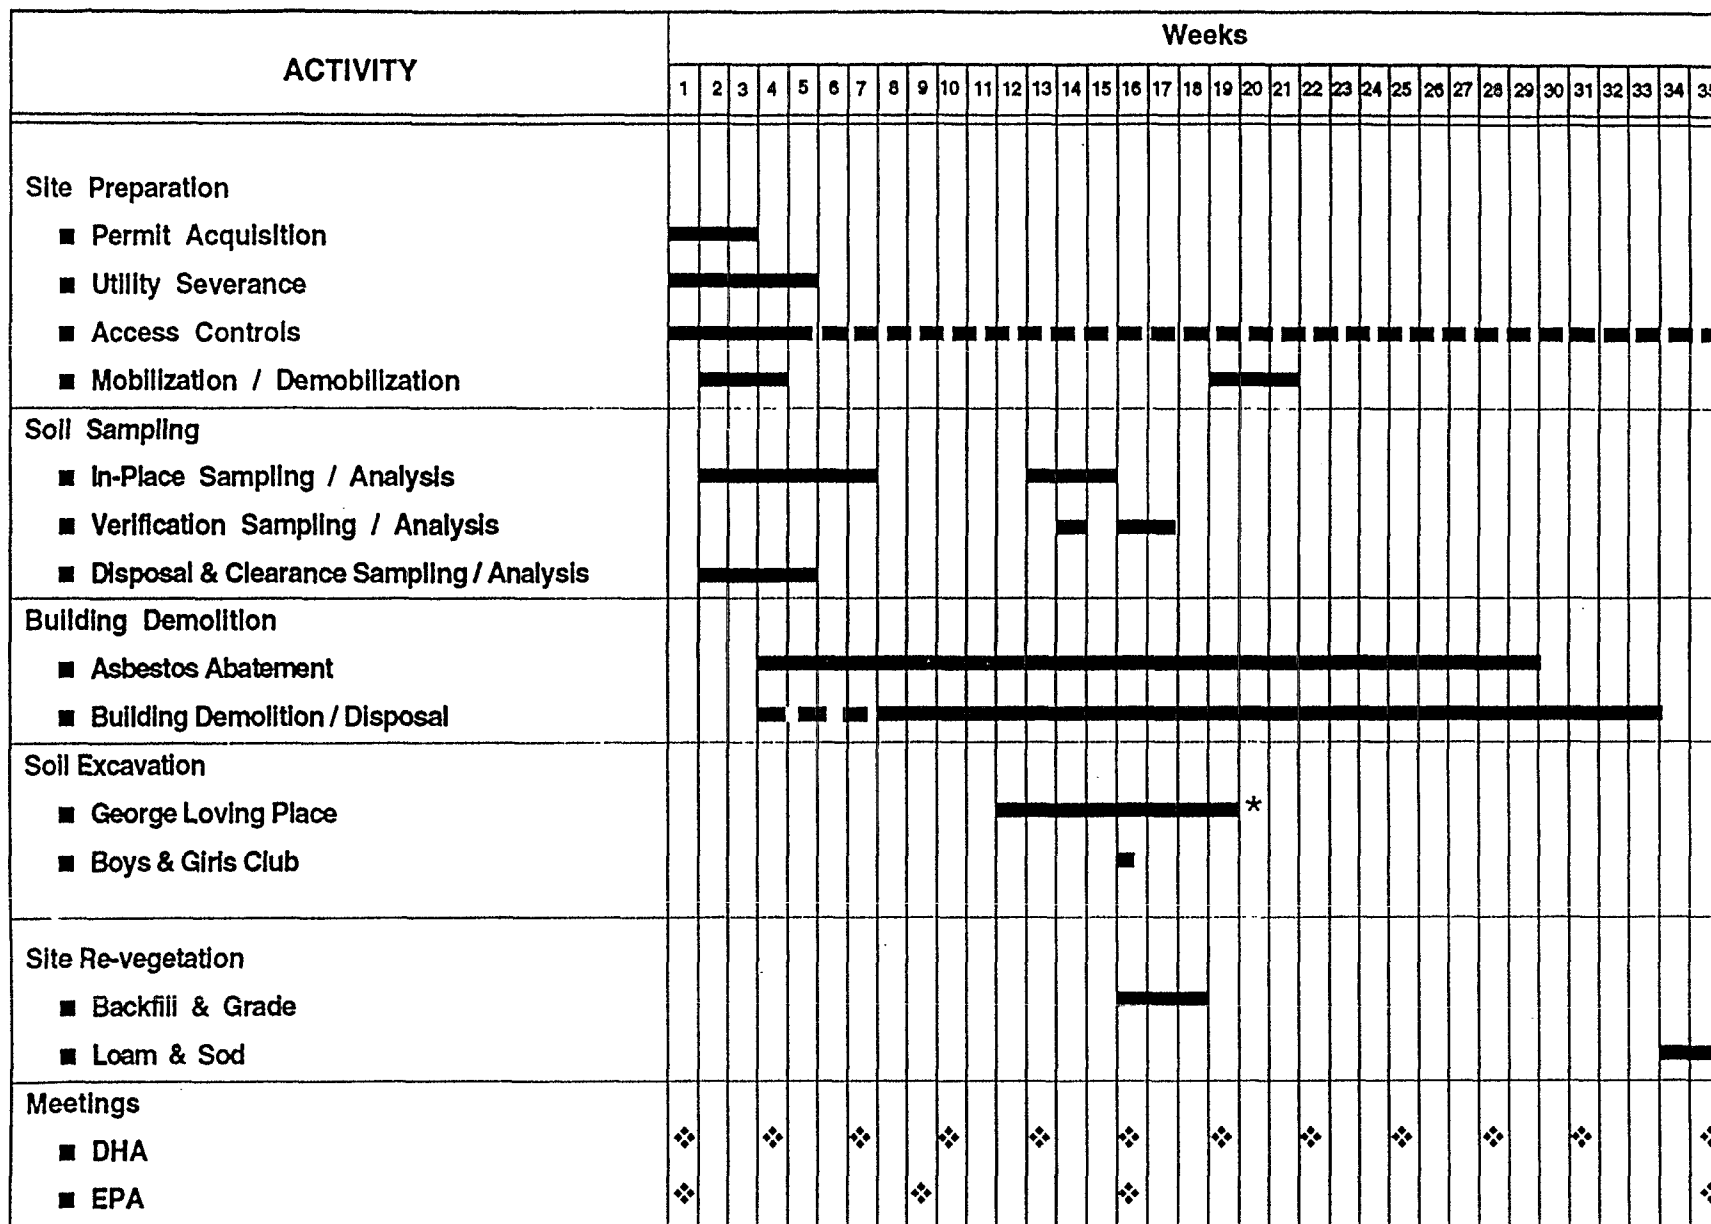 Weeks
ACTIVITY
1 2 3 4 5 6 7 8 9 10 11 12 13 14 15 16 17 18 19 20 21 22 23 24 25 26 27 28 29 30 31 32 33 34 35
Site Preparation
■ Permit Acquisition
■ Utility Severance
■ Access Controls
■ Mobilization / Demobilization
Soil Sampling
■ In-Place Sampling / Analysis
■ Verification Sampling / Analysis
■ Disposal & Clearance Sampling / Analysis
Building Demolition
■ Asbestos Abatement
■ Building Demolition / Disposal
Soil Excavation
■ George Loving Place *
■ Boys & Girls Club
Site Re-vegetation
■ Backfill & Grade
■ Loam & Sod
Meetings
■ DHA
■ EPA